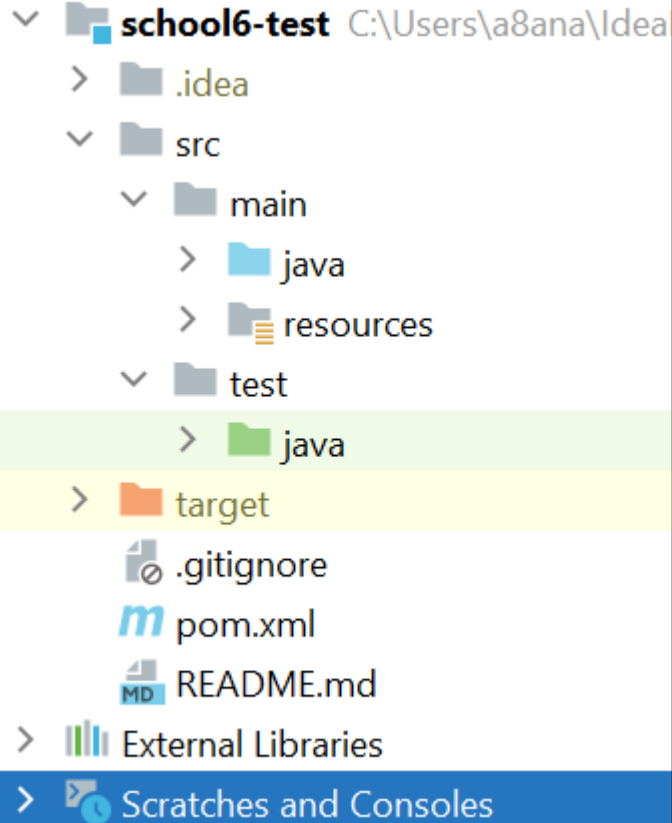 school6-test C:\Users\a8ana\Idea
.idea
src
main
java
resources
test
java
target
.gitignore
m pom.xml
MD README.md
External Libraries
Scratches and Consoles